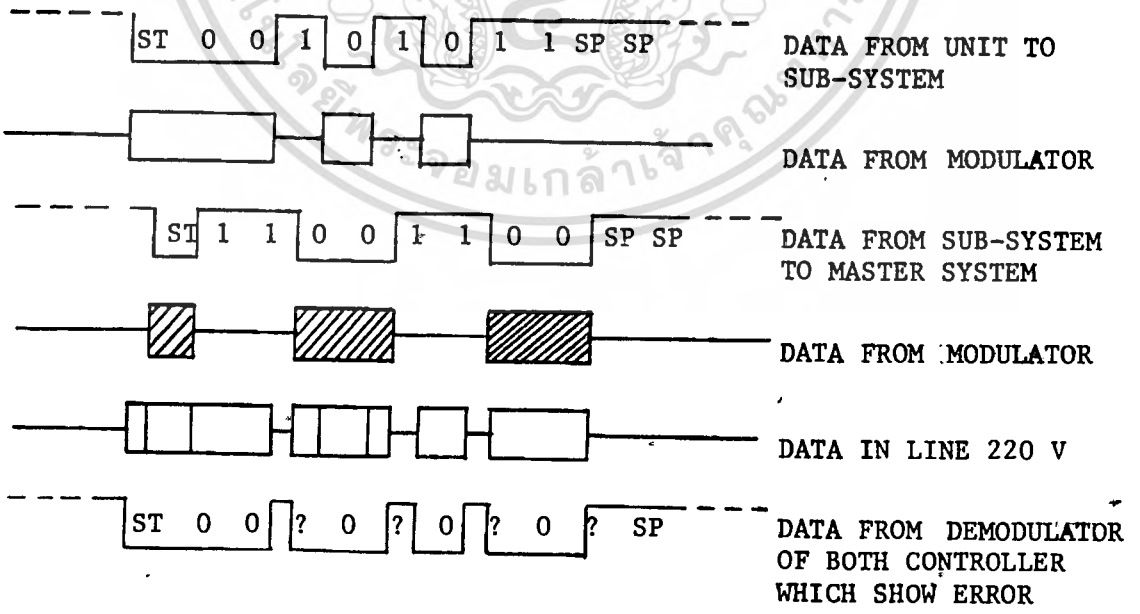 ST 0 0 1 0 1 0 1 1 SP SP
DATA FROM UNIT TO
SUB-SYSTEM
DATA FROM MODULATOR
ST 1 1 0 0 1 1 0 0 SP SP
DATA FROM SUB-SYSTEM
TO MASTER SYSTEM
DATA FROM MODULATOR
DATA IN LINE 220 V
ST 0 0 ? 0 ? 0 ? 0 ? SP
DATA FROM DEMODULATOR
OF BOTH CONTROLLER
WHICH SHOW ERROR